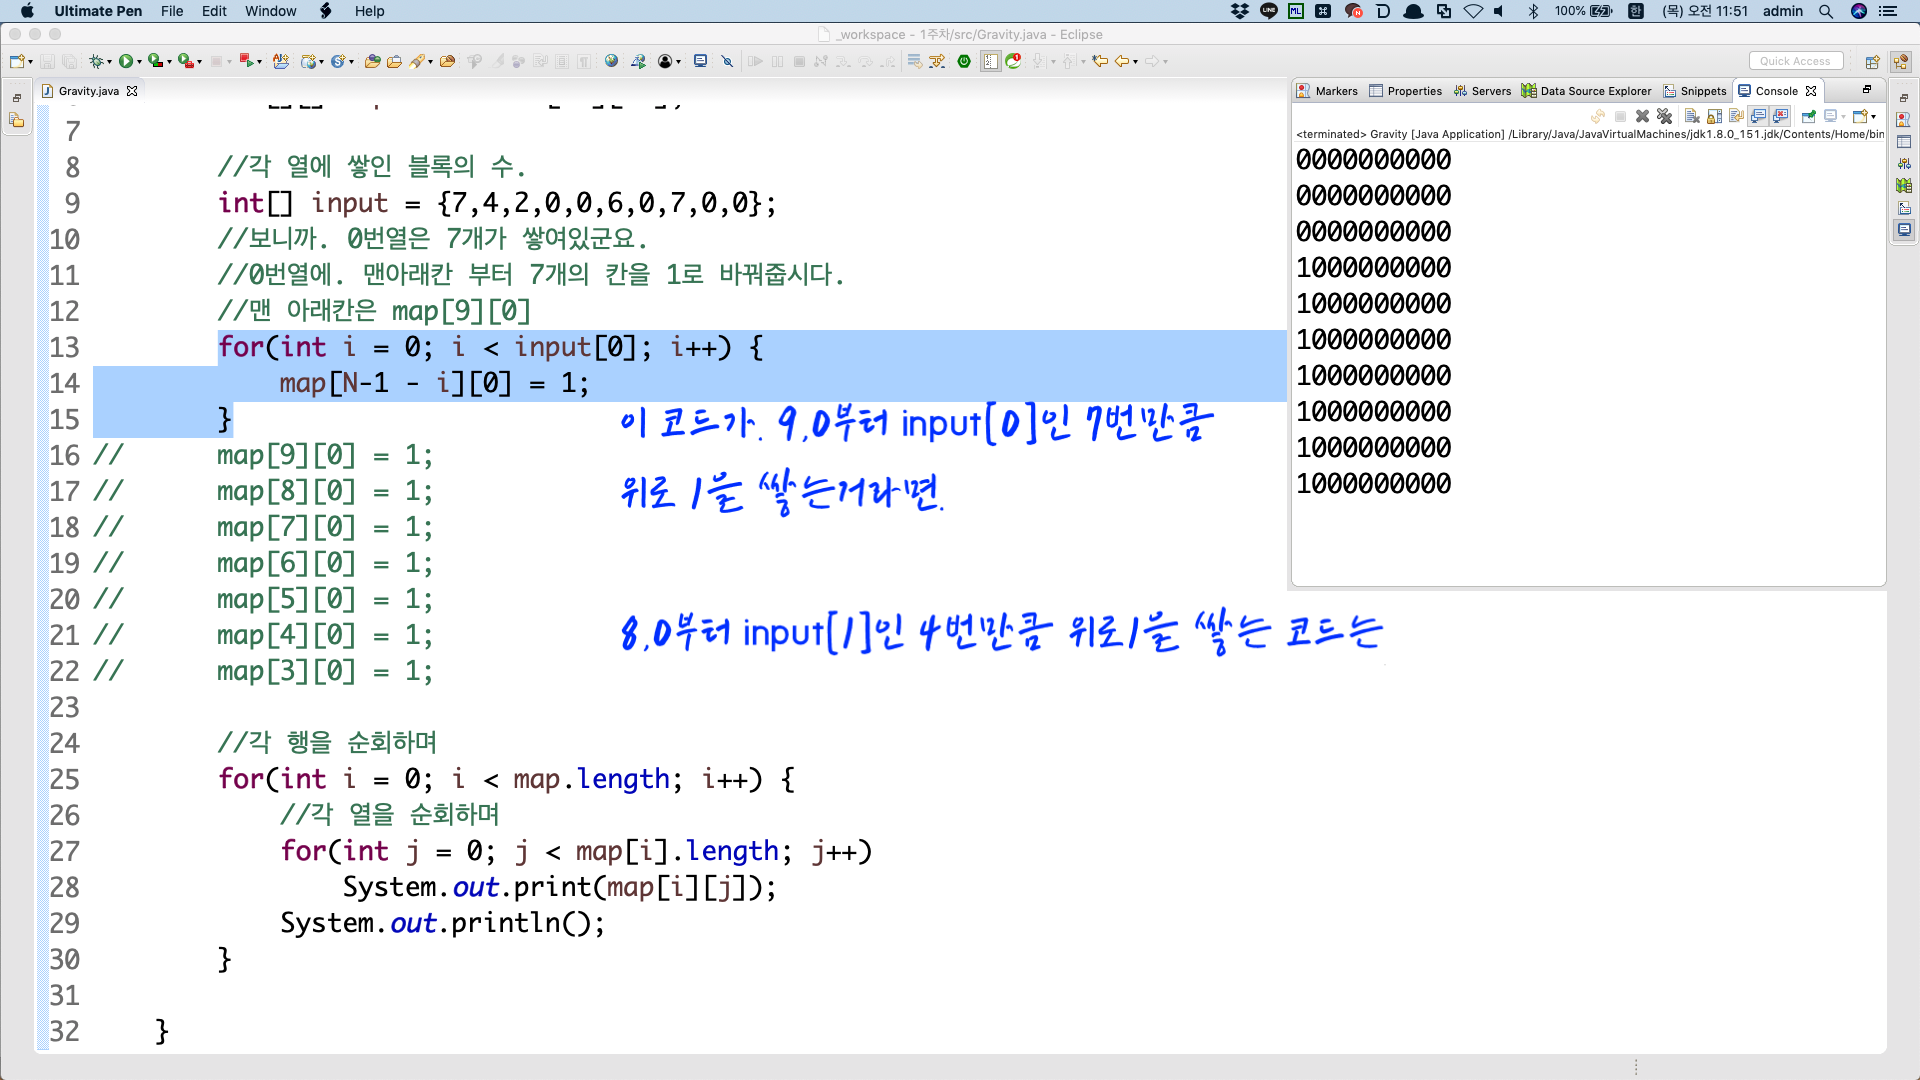 Ultimate Pen File Edit Window Help
100% 한 (목) 오전 11:51 admin
_workspace - 1주차/src/Gravity.java - Eclipse
Quick Access
Gravity.java
7
8 //각 열에 쌓인 블록의 수.
9 int[] input = {7,4,2,0,0,6,0,7,0,0};
10 //보니까. 0번열은 7개가 쌓여있군요.
11 //0번열에. 맨아래칸 부터 7개의 칸을 1로 바꿔줍시다.
12 //맨 아래칸은 map[9][0]
13 for(int i = 0; i < input[0]; i++) {
14 map[N-1 - i][0] = 1;
15 }
16 // map[9][0] = 1;
17 // map[8][0] = 1;
18 // map[7][0] = 1;
19 // map[6][0] = 1;
20 // map[5][0] = 1;
21 // map[4][0] = 1;
22 // map[3][0] = 1;
23
24 //각 행을 순회하며
25 for(int i = 0; i < map.length; i++) {
26 //각 열을 순회하며
27 for(int j = 0; j < map[i].length; j++)
28 System.out.print(map[i][j]);
29 System.out.println();
30 }
31
32 }
이 코드가. 9,0부터 input[0]인 7번만큼
위로 1을 쌓는거라면.
8,0부터 input[1]인 4번만큼 위로1을 쌓는 코드는
Markers Properties Servers Data Source Explorer Snippets Console
<terminated> Gravity [Java Application] /Library/Java/JavaVirtualMachines/jdk1.8.0_151.jdk/Contents/Home/bin
0000000000
0000000000
0000000000
1000000000
1000000000
1000000000
1000000000
1000000000
1000000000
1000000000